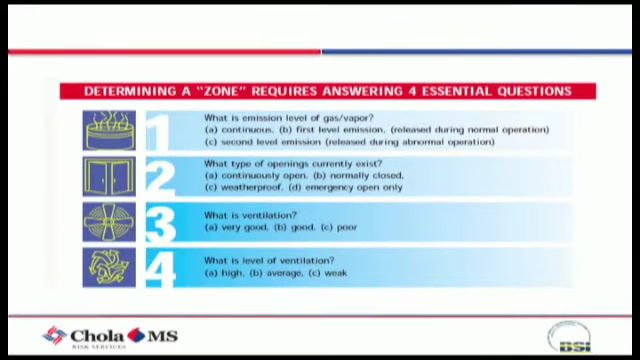 DETERMINING A "ZONE" REQUIRES ANSWERING 4 ESSENTIAL QUESTIONS
1
What is emission level of gas/vapor?
(a) continuous, (b) first level emission, (released during normal operation)
(c) second level emission (released during abnormal operation)
2
What type of openings currently exist?
(a) continuously open, (b) normally closed,
(c) weatherproof, (d) emergency open only
3
What is ventilation?
(a) very good, (b) good, (c) poor
4
What is level of ventilation?
(a) high, (b) average, (c) weak
Chola MS
RISK SERVICES